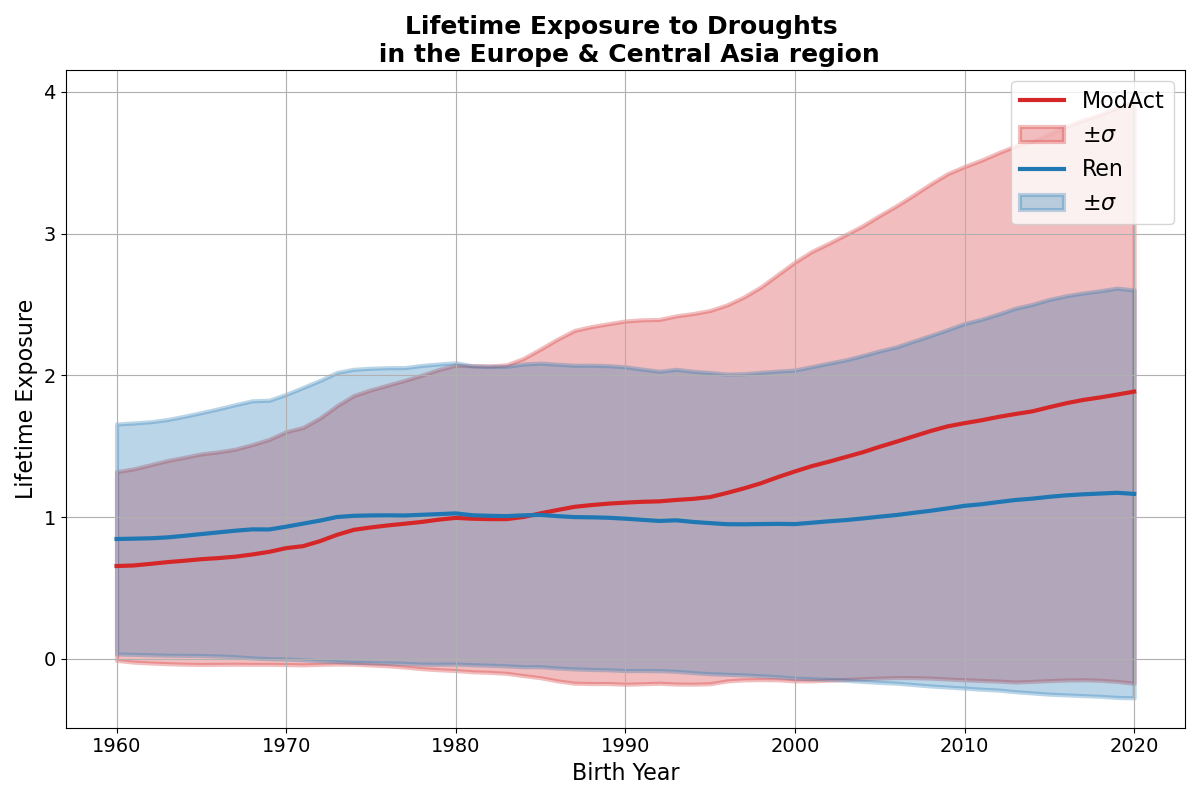 Lifetime Exposure to Droughts
in the Europe & Central Asia region
ModAct
±σ
Ren
±σ
Lifetime Exposure
4
3
2
1
0
1960 1970 1980 1990 2000 2010 2020
Birth Year